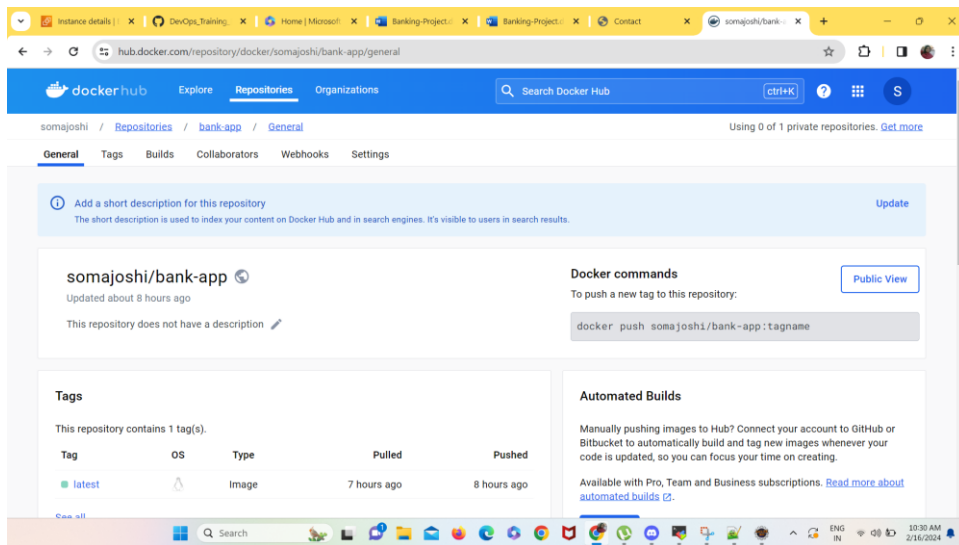 Instance details |
DevOps_Training_
Home | Microsoft
Banking-Project.d
Banking-Project.d
Contact
somajoshi/bank-a
hub.docker.com/repository/docker/somajoshi/bank-app/general
dockerhub
Explore
Repositories
Organizations
Search Docker Hub
ctrl+K
?
S
somajoshi / Repositories / bank-app / General
Using 0 of 1 private repositories. Get more
General
Tags
Builds
Collaborators
Webhooks
Settings
Add a short description for this repository
Update
The short description is used to index your content on Docker Hub and in search engines. It's visible to users in search results.
somajoshi/bank-app
Updated about 8 hours ago
This repository does not have a description
Docker commands
Public View
To push a new tag to this repository:
docker push somajoshi/bank-app:tagname
Tags
This repository contains 1 tag(s).
Tag OS Type Pulled Pushed
latest Image 7 hours ago 8 hours ago
See all
Automated Builds
Manually pushing images to Hub? Connect your account to GitHub or
Bitbucket to automatically build and tag new images whenever your
code is updated, so you can focus your time on creating.
Available with Pro, Team and Business subscriptions. Read more about
automated builds
Search
ENG
IN
10:30 AM
2/16/2024